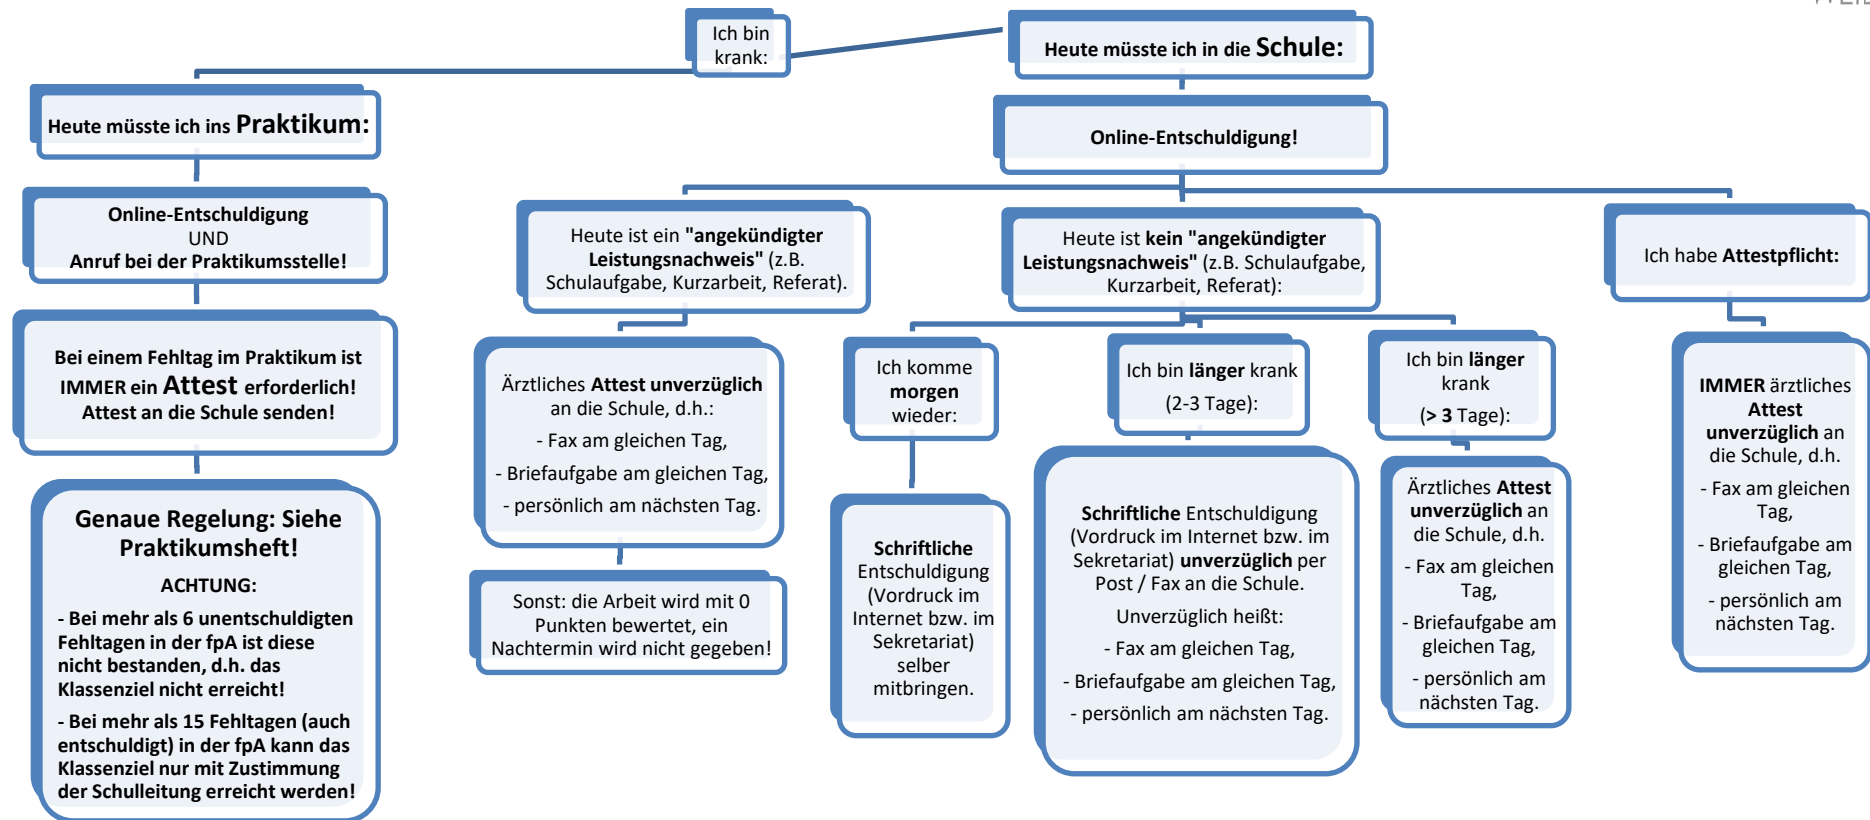 Ich bin
krank:
Heute müsste ich in die Schule:
Heute müsste ich ins Praktikum:
Online-Entschuldigung!
Online-Entschuldigung
UND
Anruf bei der Praktikumsstelle!
Bei einem Fehltag im Praktikum ist
IMMER ein Attest erforderlich!
Attest an die Schule senden!
Genaue Regelung: Siehe
Praktikumsheft!
ACHTUNG:
- Bei mehr als 6 unentschuldigten
Fehltagen in der fpA ist diese
nicht bestanden, d.h. das
Klassenziel nicht erreicht!
- Bei mehr als 15 Fehltagen (auch
entschuldigt) in der fpA kann das
Klassenziel nur mit Zustimmung
der Schulleitung erreicht werden!
Heute ist ein "angekündigter
Leistungsnachweis" (z.B.
Schulaufgabe, Kurzarbeit, Referat).
Ärztliches Attest unverzüglich
an die Schule, d.h.:
- Fax am gleichen Tag,
- Briefaufgabe am gleichen Tag,
- persönlich am nächsten Tag.
Sonst: die Arbeit wird mit 0
Punkten bewertet, ein
Nachtermin wird nicht gegeben!
Heute ist kein "angekündigter
Leistungsnachweis" (z.B. Schulaufgabe,
Kurzarbeit, Referat):
Ich komme
morgen
wieder:
Schriftliche
Entschuldigung
(Vordruck im
Internet bzw. im
Sekretariat)
selber
mitbringen.
Ich bin länger krank
(2-3 Tage):
Schriftliche Entschuldigung
(Vordruck im Internet bzw. im
Sekretariat) unverzüglich per
Post / Fax an die Schule.
Unverzüglich heißt:
- Fax am gleichen Tag,
- Briefaufgabe am gleichen Tag,
- persönlich am nächsten Tag.
Ich bin länger
krank
(> 3 Tage):
Ärztliches Attest
unverzüglich an
die Schule, d.h.
- Fax am gleichen
Tag,
- Briefaufgabe am
gleichen Tag,
- persönlich am
nächsten Tag.
Ich habe Attestpflicht:
IMMER ärztliches
Attest
unverzüglich an
die Schule, d.h.
- Fax am gleichen
Tag,
- Briefaufgabe am
gleichen Tag,
- persönlich am
nächsten Tag.